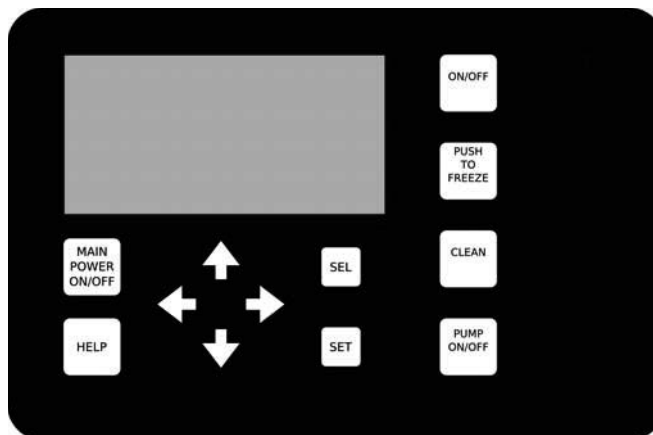 ON/OFF
PUSH
TO
FREEZE
MAIN
POWER
ON/OFF
SEL
CLEAN
HELP
SET
PUMP
ON/OFF